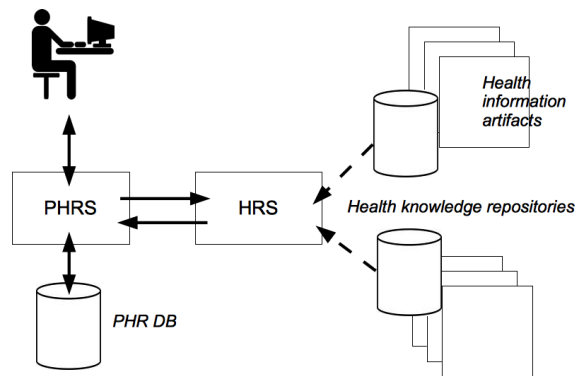 Health
information
artifacts
PHRS
HRS
Health knowledge repositories
PHR DB